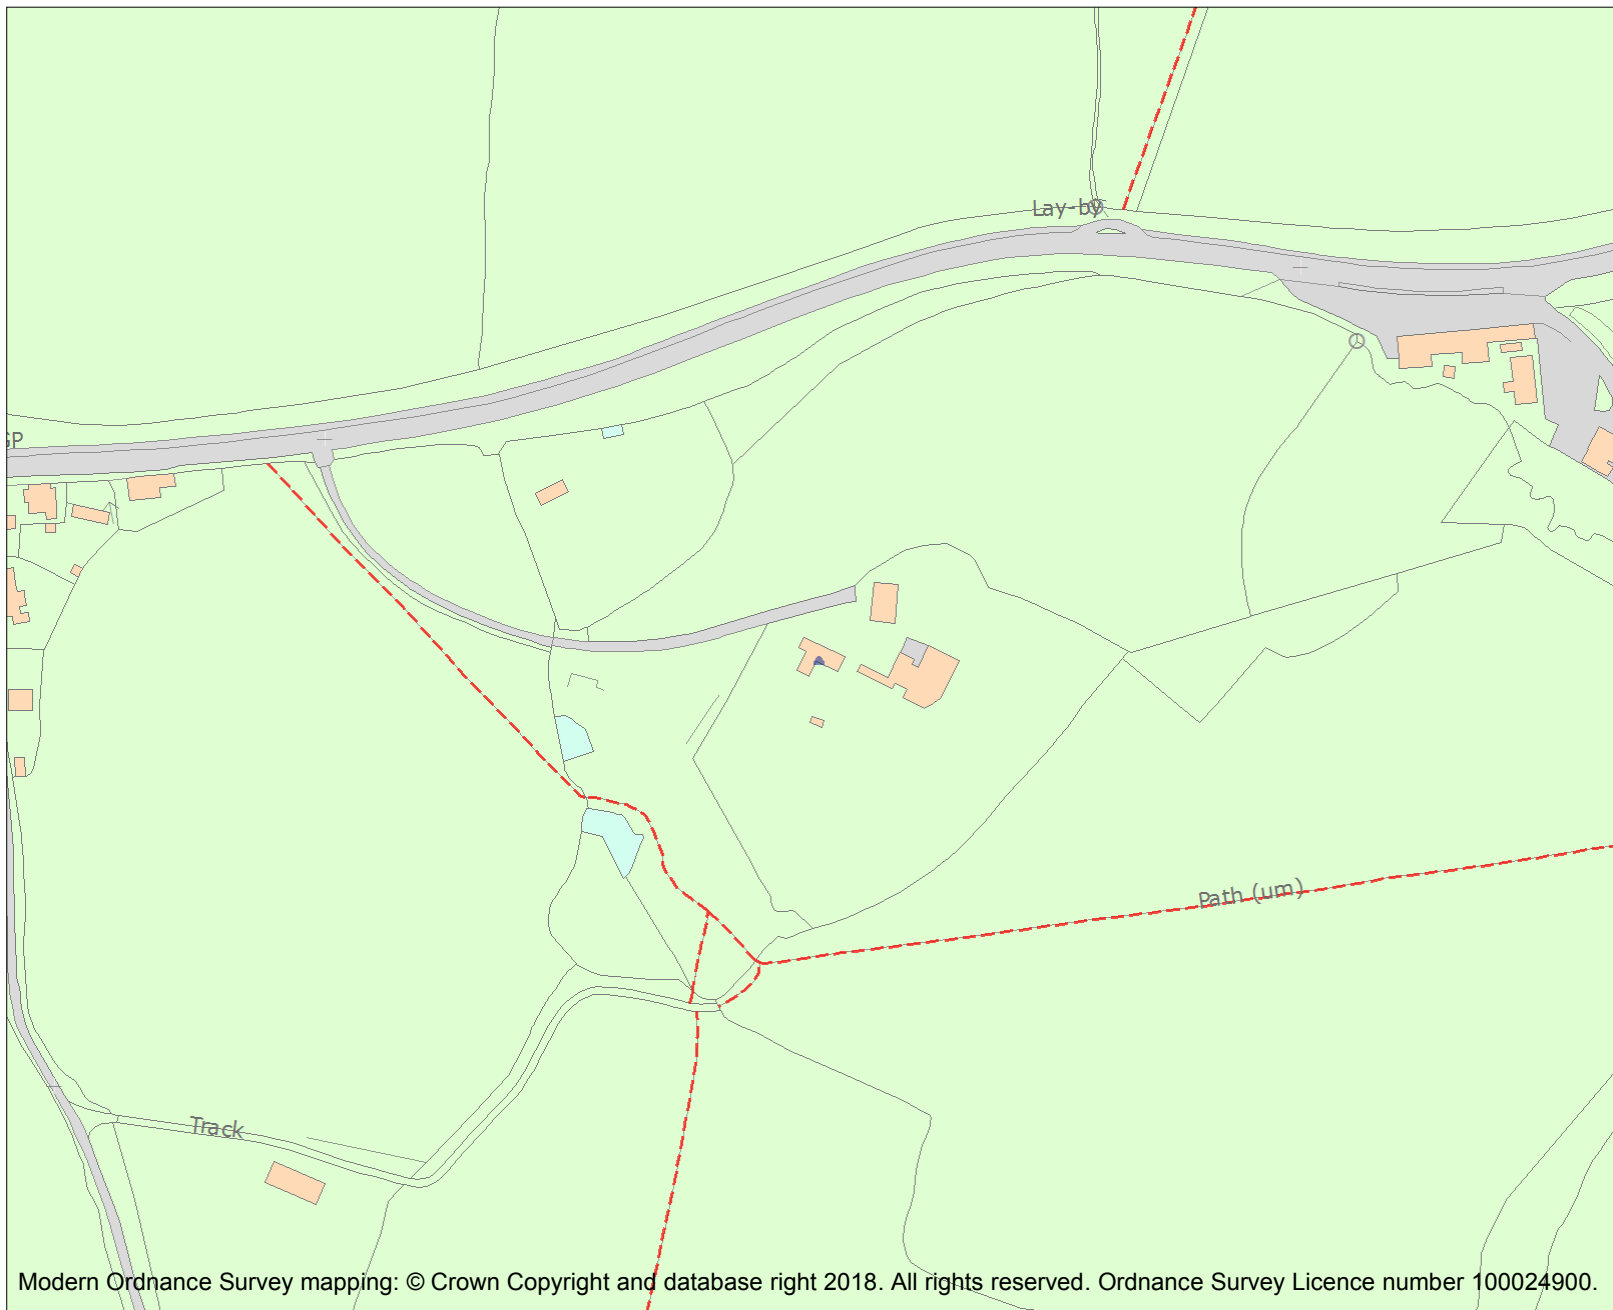 Lay-by
GP
Path (um)
Track
Modern Ordnance Survey mapping: © Crown Copyright and database right 2018. All rights reserved. Ordnance Survey Licence number 100024900.